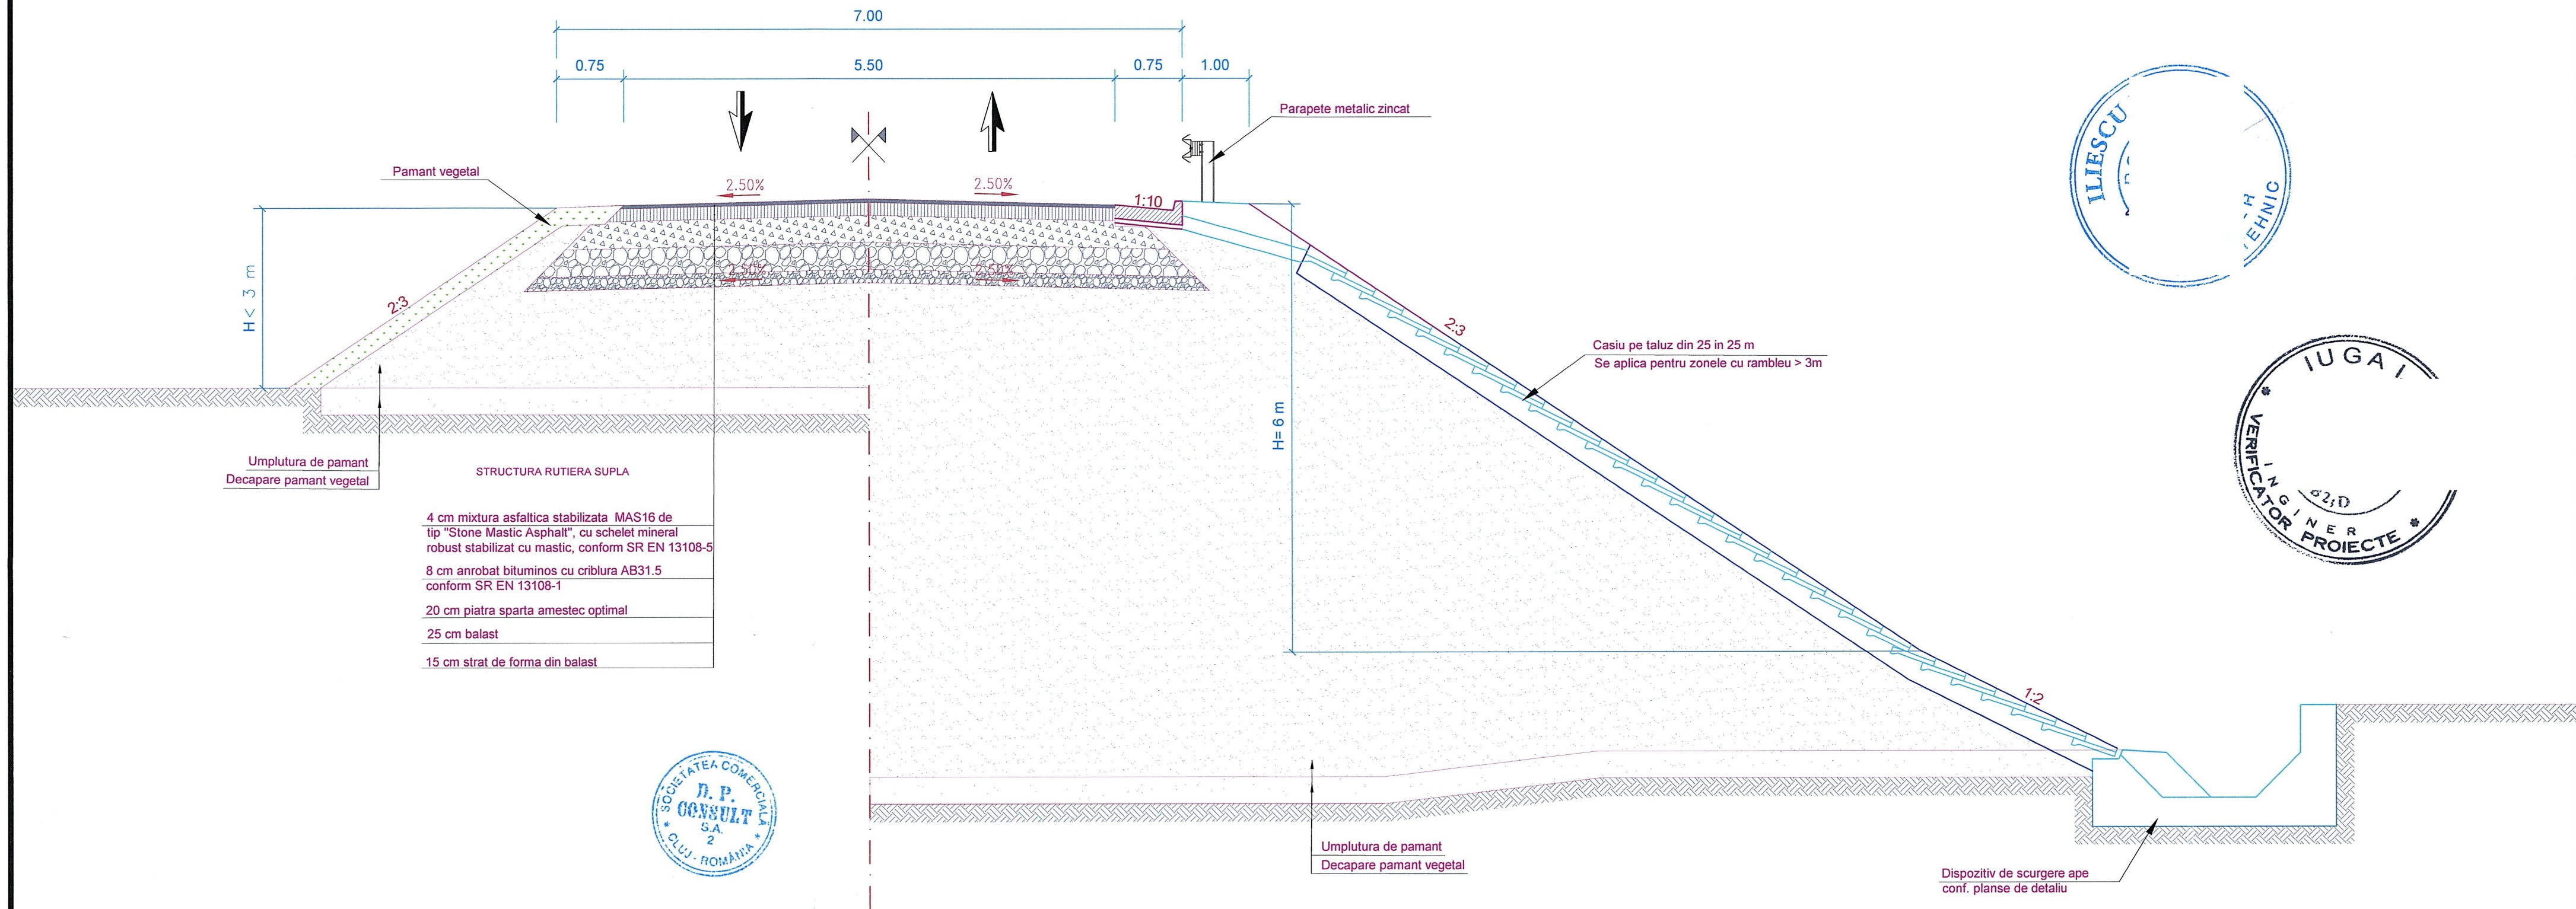 7.00
0.75
5.50
0.75
1.00
Parapete metalic zincat
Pamant vegetal
2.50%
2.50%
1:10
2.50%
2.50%
H < 3 m
2:3
2:3
Casiu pe taluz din 25 in 25 m
Se aplica pentru zonele cu rambleu > 3m
H= 6 m
Umplutura de pamant
Decapare pamant vegetal
STRUCTURA RUTIERA SUPLA
4 cm mixtura asfaltica stabilizata MAS16 de
tip "Stone Mastic Asphalt", cu schelet mineral
robust stabilizat cu mastic, conform SR EN 13108-5
8 cm anrobat bituminos cu criblura AB31.5
conform SR EN 13108-1
20 cm piatra sparta amestec optimal
25 cm balast
15 cm strat de forma din balast
1:2
Umplutura de pamant
Decapare pamant vegetal
Dispozitiv de scurgere ape
conf. planse de detaliu
SOCIETATEA COMERCIALĂ
D. P.
CONSULT
S.A.
2
* CLUJ - ROMÂNIA *
ILIESCU
EHNIC
IUGA I
* VERIFICATOR PROIECTE *
INGINER